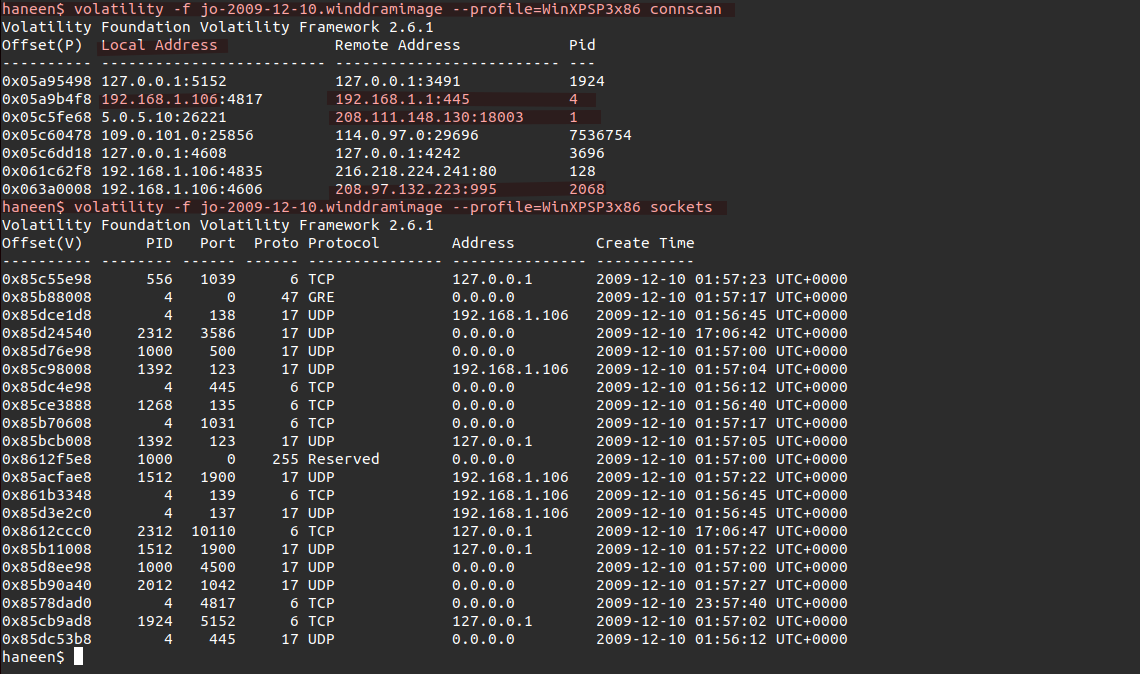 haneen$ volatility -f jo-2009-12-10.winddramimage --profile=WinXPSP3x86 connscan
Volatility Foundation Volatility Framework 2.6.1
Offset(P)  Local Address             Remote Address            Pid
---------- ------------------------- ------------------------- ---
0x05a95498 127.0.0.1:5152            127.0.0.1:3491            1924
0x05a9b4f8 192.168.1.106:4817        192.168.1.1:445           4
0x05c5fe68 5.0.5.10:26221            208.111.148.130:18003     1
0x05c60478 109.0.101.0:25856         114.0.97.0:29696          7536754
0x05c6dd18 127.0.0.1:4608            127.0.0.1:4242            3696
0x061c62f8 192.168.1.106:4835        216.218.224.241:80        128
0x063a0008 192.168.1.106:4606        208.97.132.223:995        2068
haneen$ volatility -f jo-2009-12-10.winddramimage --profile=WinXPSP3x86 sockets
Volatility Foundation Volatility Framework 2.6.1
Offset(V)       PID   Port  Proto Protocol        Address         Create Time
---------- -------- ------ ------ --------------- --------------- -----------
0x85c55e98      556   1039      6 TCP             127.0.0.1       2009-12-10 01:57:23 UTC+0000
0x85b88008        4      0     47 GRE             0.0.0.0         2009-12-10 01:57:17 UTC+0000
0x85dce1d8        4    138     17 UDP             192.168.1.106   2009-12-10 01:56:45 UTC+0000
0x85d24540     2312   3586     17 UDP             0.0.0.0         2009-12-10 17:06:42 UTC+0000
0x85d76e98     1000    500     17 UDP             0.0.0.0         2009-12-10 01:57:00 UTC+0000
0x85c98008     1392    123     17 UDP             192.168.1.106   2009-12-10 01:57:04 UTC+0000
0x85dc4e98        4    445      6 TCP             0.0.0.0         2009-12-10 01:56:12 UTC+0000
0x85ce3888     1268    135      6 TCP             0.0.0.0         2009-12-10 01:56:40 UTC+0000
0x85b70608        4   1031      6 TCP             0.0.0.0         2009-12-10 01:57:17 UTC+0000
0x85bcb008     1392    123     17 UDP             127.0.0.1       2009-12-10 01:57:05 UTC+0000
0x8612f5e8     1000      0    255 Reserved        0.0.0.0         2009-12-10 01:57:00 UTC+0000
0x85acfae8     1512   1900     17 UDP             192.168.1.106   2009-12-10 01:57:22 UTC+0000
0x861b3348        4    139      6 TCP             192.168.1.106   2009-12-10 01:56:45 UTC+0000
0x85d3e2c0        4    137     17 UDP             192.168.1.106   2009-12-10 01:56:45 UTC+0000
0x8612ccc0     2312  10110      6 TCP             127.0.0.1       2009-12-10 17:06:47 UTC+0000
0x85b11008     1512   1900     17 UDP             127.0.0.1       2009-12-10 01:57:22 UTC+0000
0x85d8ee98     1000   4500     17 UDP             0.0.0.0         2009-12-10 01:57:00 UTC+0000
0x85b90a40     2012   1042     17 UDP             0.0.0.0         2009-12-10 01:57:27 UTC+0000
0x8578dad0        4   4817      6 TCP             0.0.0.0         2009-12-10 23:57:40 UTC+0000
0x85cb9ad8     1924   5152      6 TCP             127.0.0.1       2009-12-10 01:57:02 UTC+0000
0x85dc53b8        4    445     17 UDP             0.0.0.0         2009-12-10 01:56:12 UTC+0000
haneen$